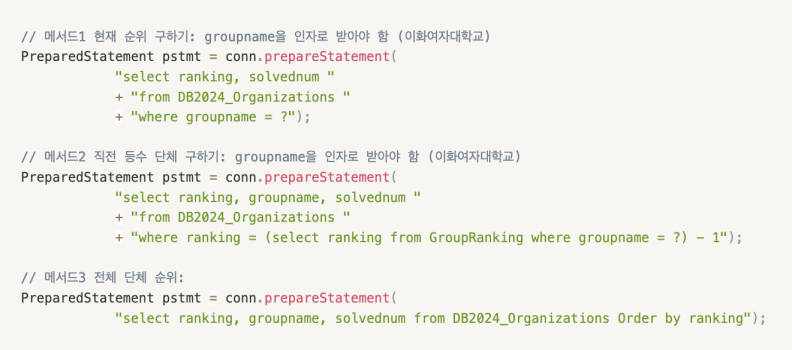 // 메서드1 현재 순위 구하기: groupname을 인자로 받아야 함 (이화여자대학교)
PreparedStatement pstmt = conn.prepareStatement(
"select ranking, solvednum "
+ "from DB2024_Organizations "
+ "where groupname = ?");
// 메서드2 직전 등수 단체 구하기: groupname을 인자로 받아야 함 (이화여자대학교)
PreparedStatement pstmt = conn.prepareStatement(
"select ranking, groupname, solvednum "
+ "from DB2024_Organizations "
+ "where ranking = (select ranking from GroupRanking where groupname = ?) - 1");
// 메서드3 전체 단체 순위:
PreparedStatement pstmt = conn.prepareStatement(
"select ranking, groupname, solvednum from DB2024_Organizations Order by ranking");